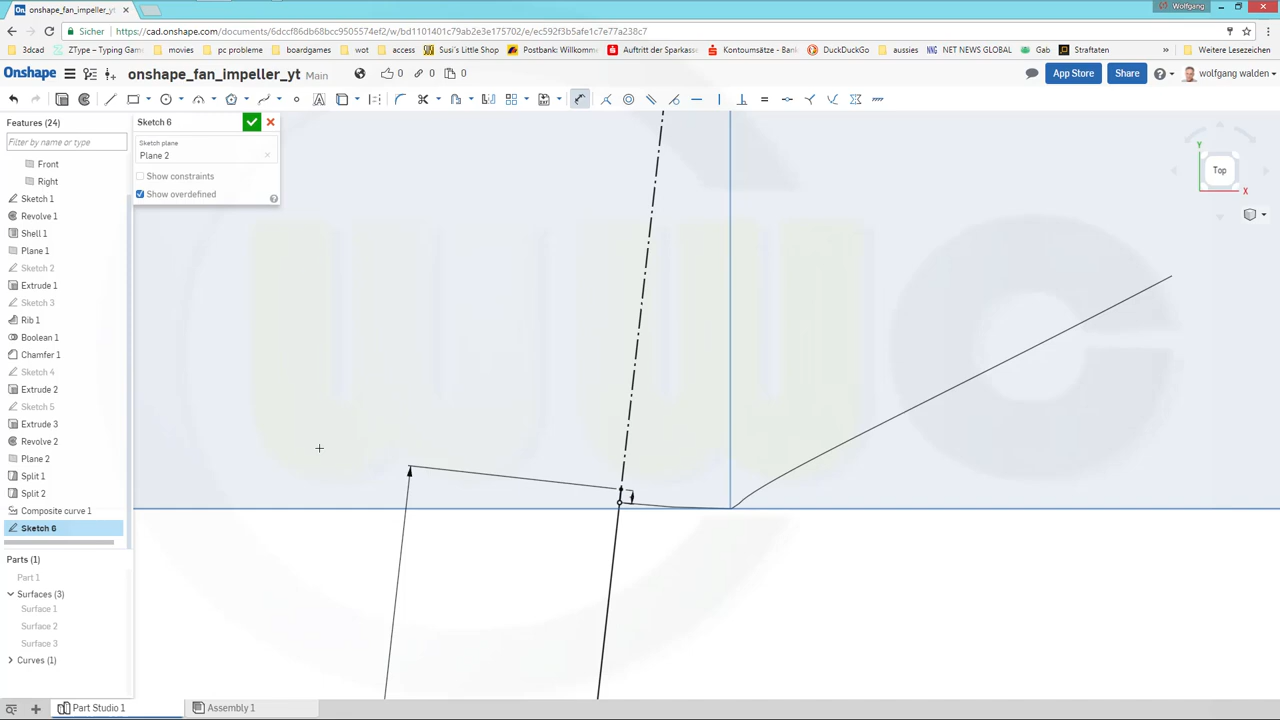 onshape_fan_impeller_yt
Wolfgang
Sicher
https://cad.onshape.com/documents/6dccf86db68bcc9505574ef2/w/bd1101401c79ab2e3e175702/e/ec592f3b5afe1c7e77a238c7
3dcad
ZType – Typing Game
movies
pc probleme
boardgames
wot
access
Susi's Little Shop
Postbank: Willkomme
Auftritt der Sparkasse
Kontoumsätze - Bank
DuckDuckGo
aussies
NET NEWS GLOBAL
Gab
Straftaten
»
Weitere Lesezeichen
Onshape
onshape_fan_impeller_yt
Main
0
0
0
App Store
Share
wolfgang walden
Features (24)
Filter by name or type
Front
Right
Sketch 1
Revolve 1
Shell 1
Plane 1
Sketch 2
Extrude 1
Sketch 3
Rib 1
Boolean 1
Chamfer 1
Sketch 4
Extrude 2
Sketch 5
Extrude 3
Revolve 2
Plane 2
Split 1
Split 2
Composite curve 1
Sketch 6
Parts (1)
Part 1
Surfaces (3)
Surface 1
Surface 2
Surface 3
Curves (1)
Sketch 6
Sketch plane
Plane 2
Show constraints
Show overdefined
Y
Top
X
Part Studio 1
Assembly 1